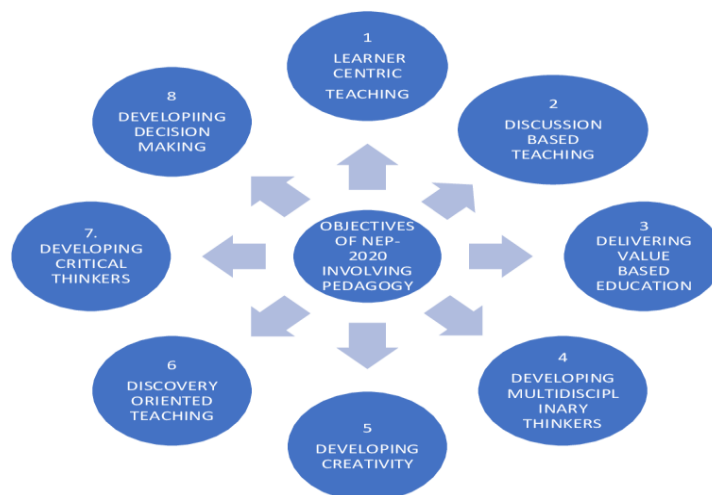 1
LEARNER
CENTRIC
TEACHING
2
DISCUSSION
BASED
TEACHING
3
DELIVERING
VALUE
BASED
EDUCATION
4
DEVELOPING
MULTIDISCIPL
INARY
THINKERS
5
DEVELOPING
CREATIVITY
6
DISCOVERY
ORIENTED
TEACHING
7.
DEVELOPING
CRITICAL
THINKERS
8
DEVELOPIING
DECISION
MAKING
OBJECTIVES
OF NEP-
2020
INVOLVING
PEDAGOGY